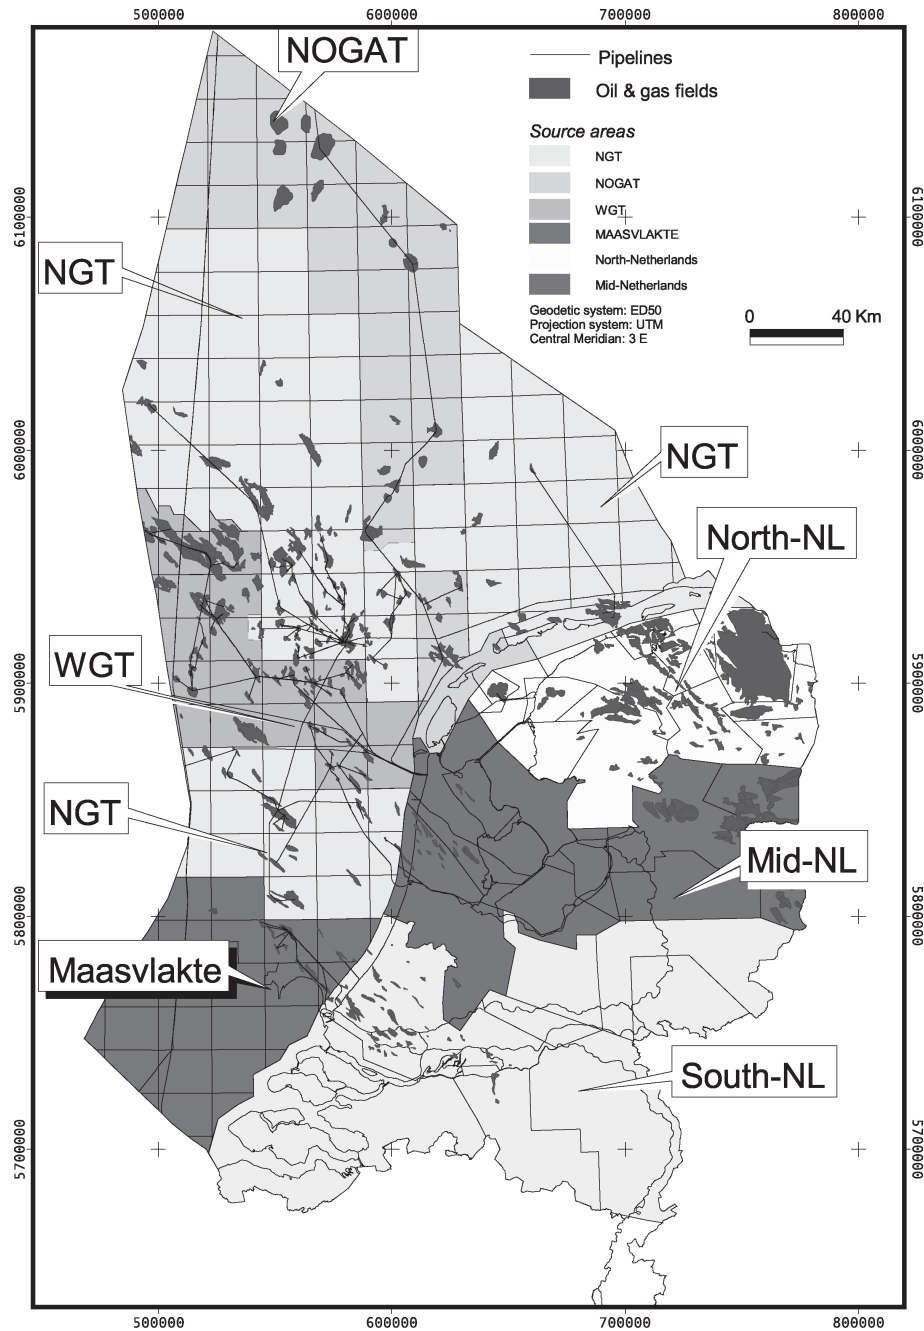 500000 600000 700000 800000
NOGAT
Pipelines
Oil & gas fields
Source areas
NGT
NOGAT
WGT
MAASVLAKTE
North-Netherlands
Mid-Netherlands
Geodetic system: ED50
Projection system: UTM
Central Meridian: 3 E
0 40 Km
6100000 6100000
NGT
6000000 6000000
NGT
North-NL
WGT
5900000 5900000
NGT
Mid-NL
5800000 5800000
Maasvlakte
South-NL
5700000 5700000
500000 600000 700000 800000